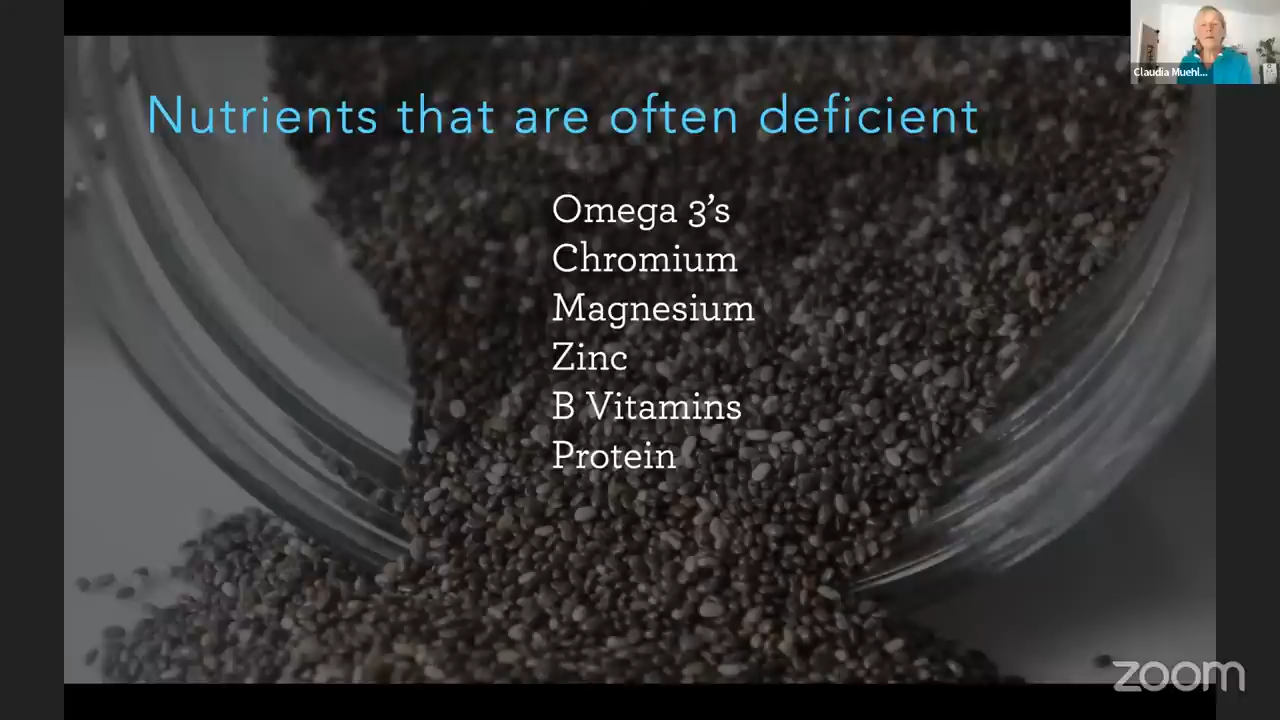 Claudia Muehl...
Nutrients that are often deficient
Omega 3's
Chromium
Magnesium
Zinc
B Vitamins
Protein
zoom